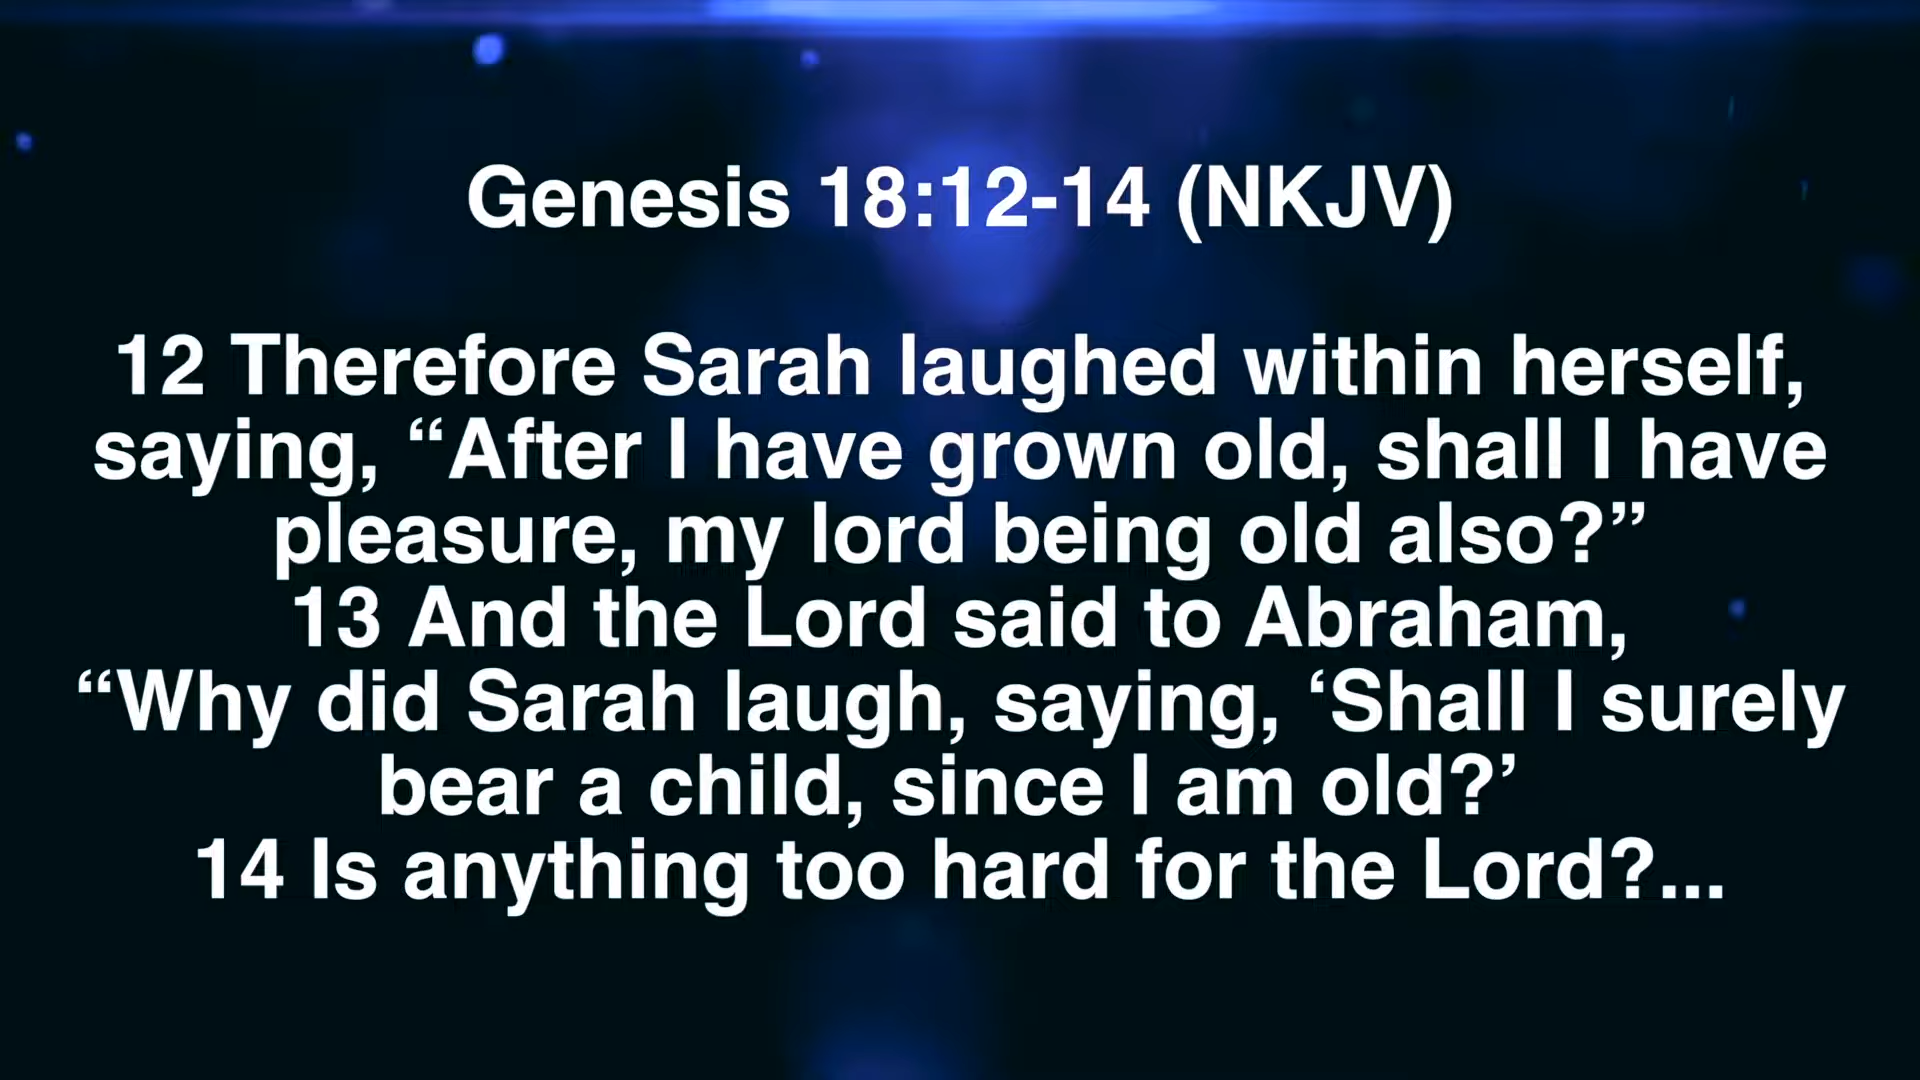 Genesis 18:12-14 (NKJV)
12 Therefore Sarah laughed within herself,
saying, “After I have grown old, shall I have
pleasure, my lord being old also?”
13 And the Lord said to Abraham,
“Why did Sarah laugh, saying, ‘Shall I surely
bear a child, since I am old?’
14 Is anything too hard for the Lord?...